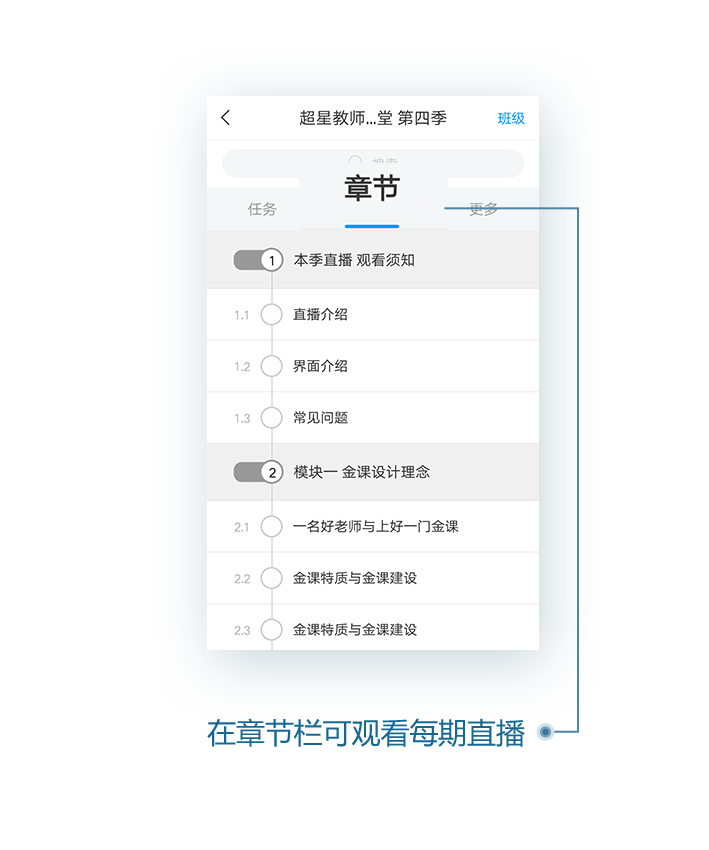 超星教师...堂 第四季 班级
搜索
任务 章节 更多
1 本季直播 观看须知
1.1 直播介绍
1.2 界面介绍
1.3 常见问题
2 模块一 金课设计理念
2.1 一名好老师与上好一门金课
2.2 金课特质与金课建设
2.3 金课特质与金课建设
在章节栏可观看每期直播